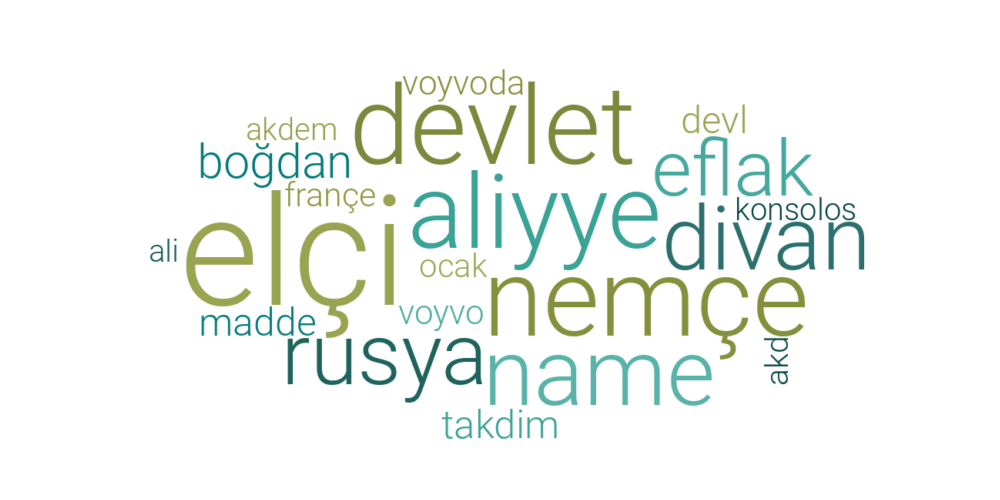 voyvoda
devlet
akdem
devl
boğdan
eflak
françe
aliyye
konsolos
elçi
divan
ali
ocak
nemçe
madde
voyvo
rusya
name
akd
takdim